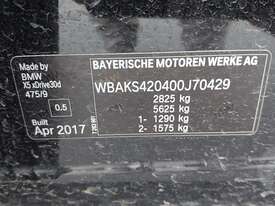 Made by
BMW
X5 xDrive30d
475/9
0.5
Built
Apr 2017
BAYERISCHE MOTOREN WERKE AG
WBAKS420400J70429
2825 kg
5625 kg
1- 1290 kg
2- 1575 kg